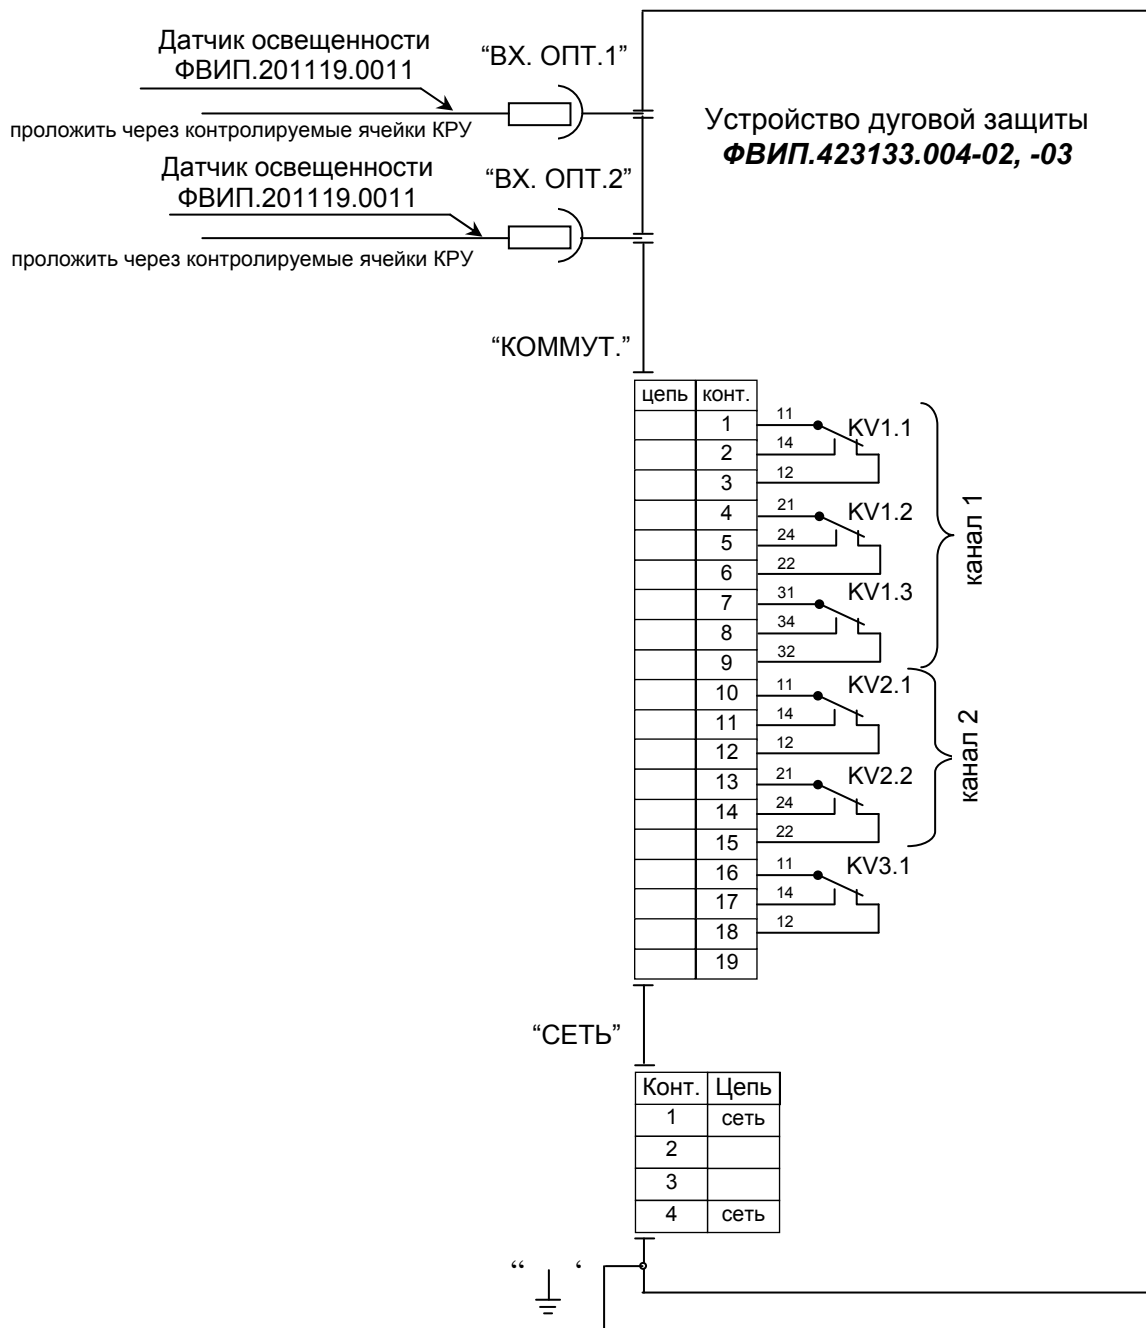 Датчик освещенности
ФВИП.201119.0011
“ВХ. ОПТ.1”
проложить через контролируемые ячейки КРУ
Устройство дуговой защиты
ФВИП.423133.004-02, -03
Датчик освещенности
ФВИП.201119.0011
“ВХ. ОПТ.2”
проложить через контролируемые ячейки КРУ
“КОММУТ.”
цепь конт.
1 11 KV1.1
2 14
3 12
4 21 KV1.2
5 24
6 22
7 31 KV1.3
8 34
9 32
канал 1
10 11 KV2.1
11 14
12 12
13 21 KV2.2
14 24
15 22
канал 2
16 11 KV3.1
17 14
18 12
19
“СЕТЬ”
Конт. Цепь
1 сеть
2
3
4 сеть
“ ‘